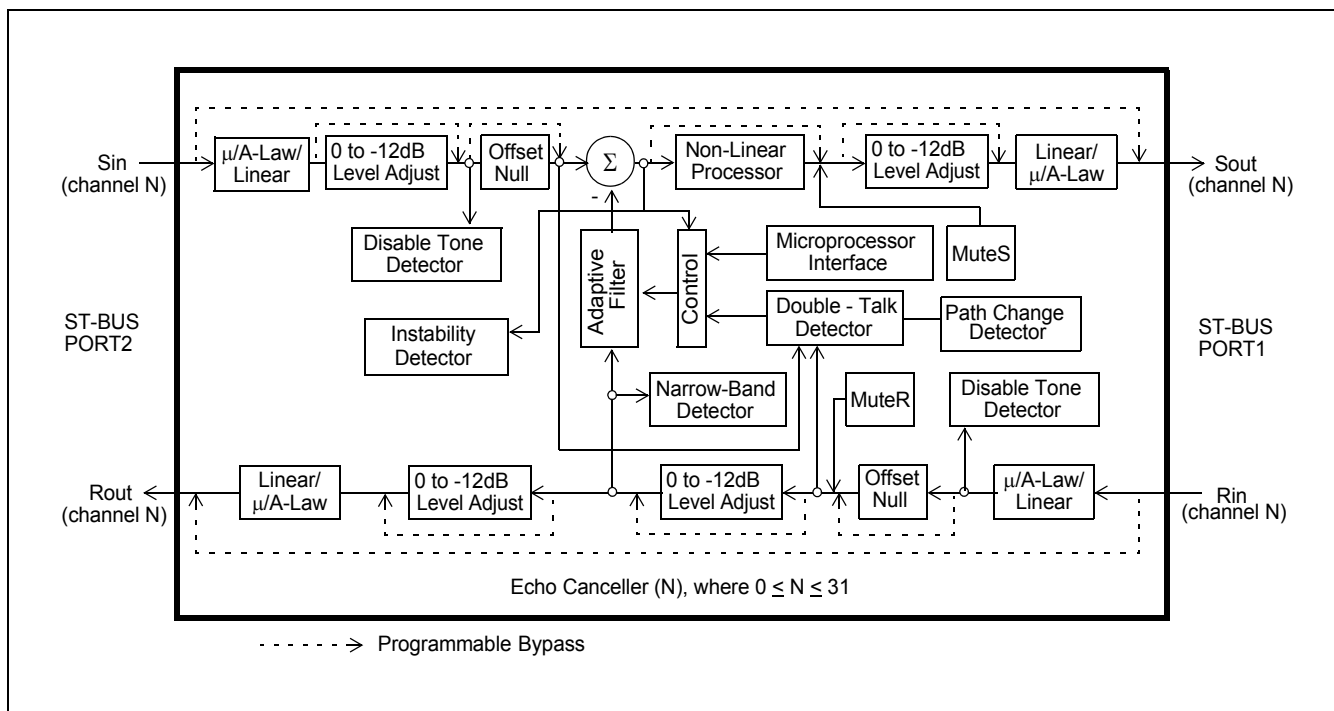 Sin
(channel N)
μ/A-Law/
Linear
0 to -12dB
Level Adjust
Offset
Null
Σ
-
Non-Linear
Processor
0 to -12dB
Level Adjust
Linear/
μ/A-Law
Sout
(channel N)
Disable Tone
Detector
Adaptive
Filter
Control
Microprocessor
Interface
MuteS
ST-BUS
PORT2
Instability
Detector
Double - Talk
Detector
Path Change
Detector
ST-BUS
PORT1
Narrow-Band
Detector
MuteR
Disable Tone
Detector
Rout
(channel N)
Linear/
μ/A-Law
0 to -12dB
Level Adjust
0 to -12dB
Level Adjust
Offset
Null
μ/A-Law/
Linear
Rin
(channel N)
Echo Canceller (N), where 0 ≤ N ≤ 31
Programmable Bypass